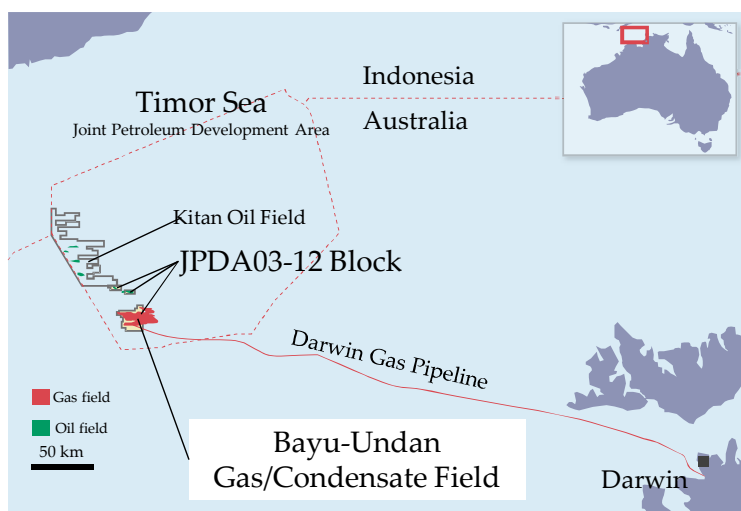 Indonesia
Timor Sea
Joint Petroleum Development Area
Australia
Kitan Oil Field
JPDA03-12 Block
Darwin Gas Pipeline
Gas field
Oil field
50 km
Bayu-Undan
Gas/Condensate Field
Darwin